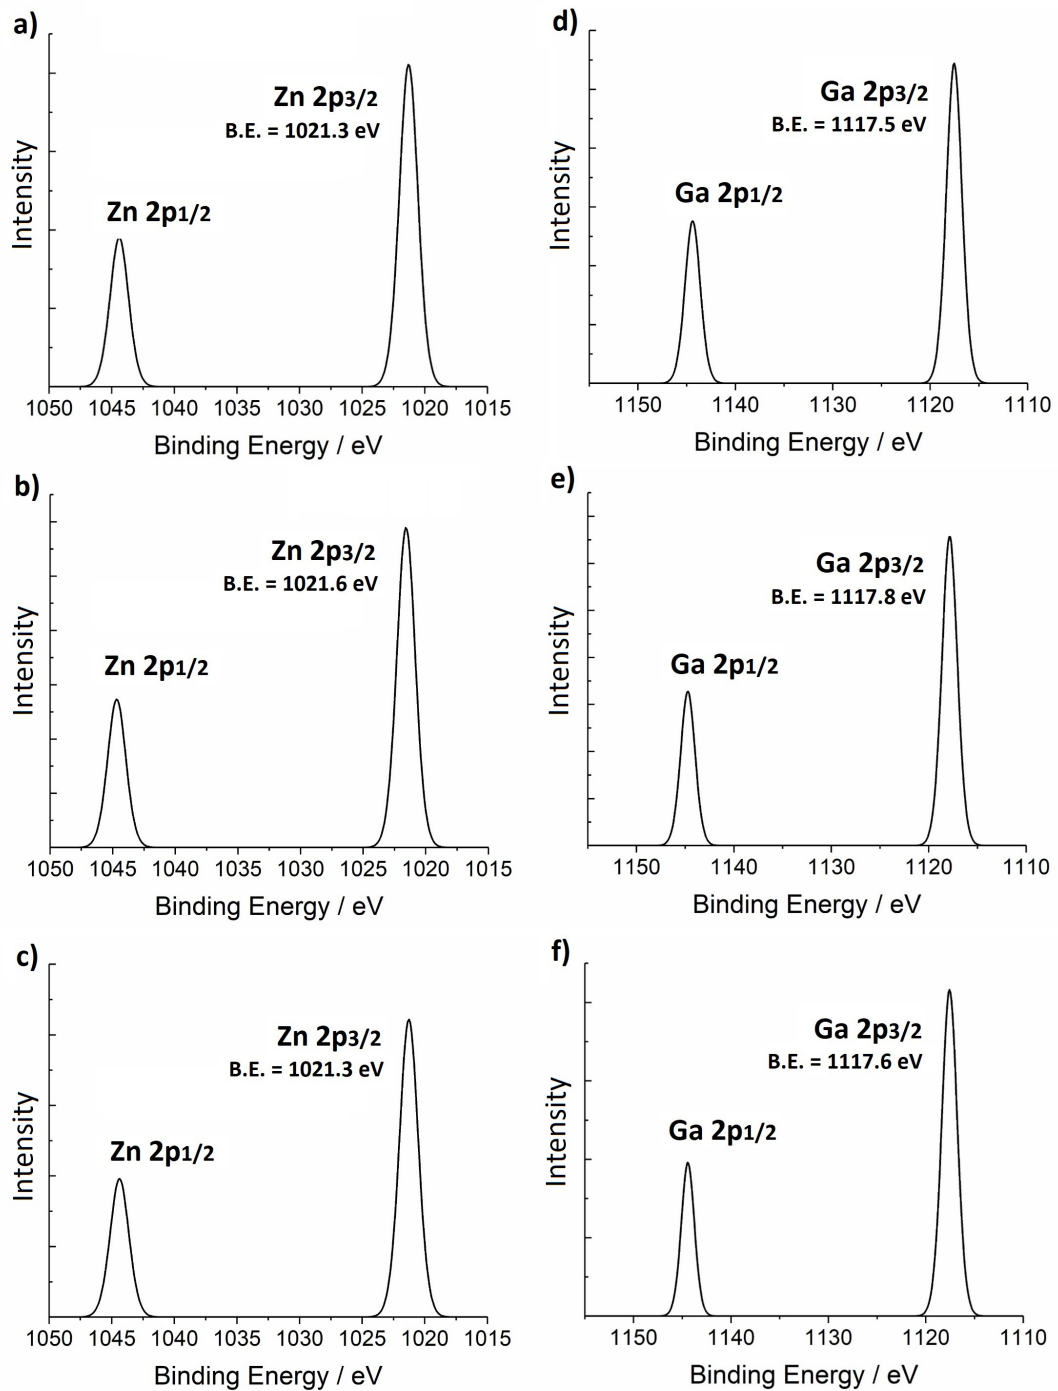 a)
Zn 2p3/2
B.E. = 1021.3 eV
Zn 2p1/2
Intensity
1050 1045 1040 1035 1030 1025 1020 1015
Binding Energy / eV
d)
Ga 2p3/2
B.E. = 1117.5 eV
Ga 2p1/2
Intensity
1150 1140 1130 1120 1110
Binding Energy / eV
b)
Zn 2p3/2
B.E. = 1021.6 eV
Zn 2p1/2
Intensity
1050 1045 1040 1035 1030 1025 1020 1015
Binding Energy / eV
e)
Ga 2p3/2
B.E. = 1117.8 eV
Ga 2p1/2
Intensity
1150 1140 1130 1120 1110
Binding Energy / eV
c)
Zn 2p3/2
B.E. = 1021.3 eV
Zn 2p1/2
Intensity
1050 1045 1040 1035 1030 1025 1020 1015
Binding Energy / eV
f)
Ga 2p3/2
B.E. = 1117.6 eV
Ga 2p1/2
Intensity
1150 1140 1130 1120 1110
Binding Energy / eV